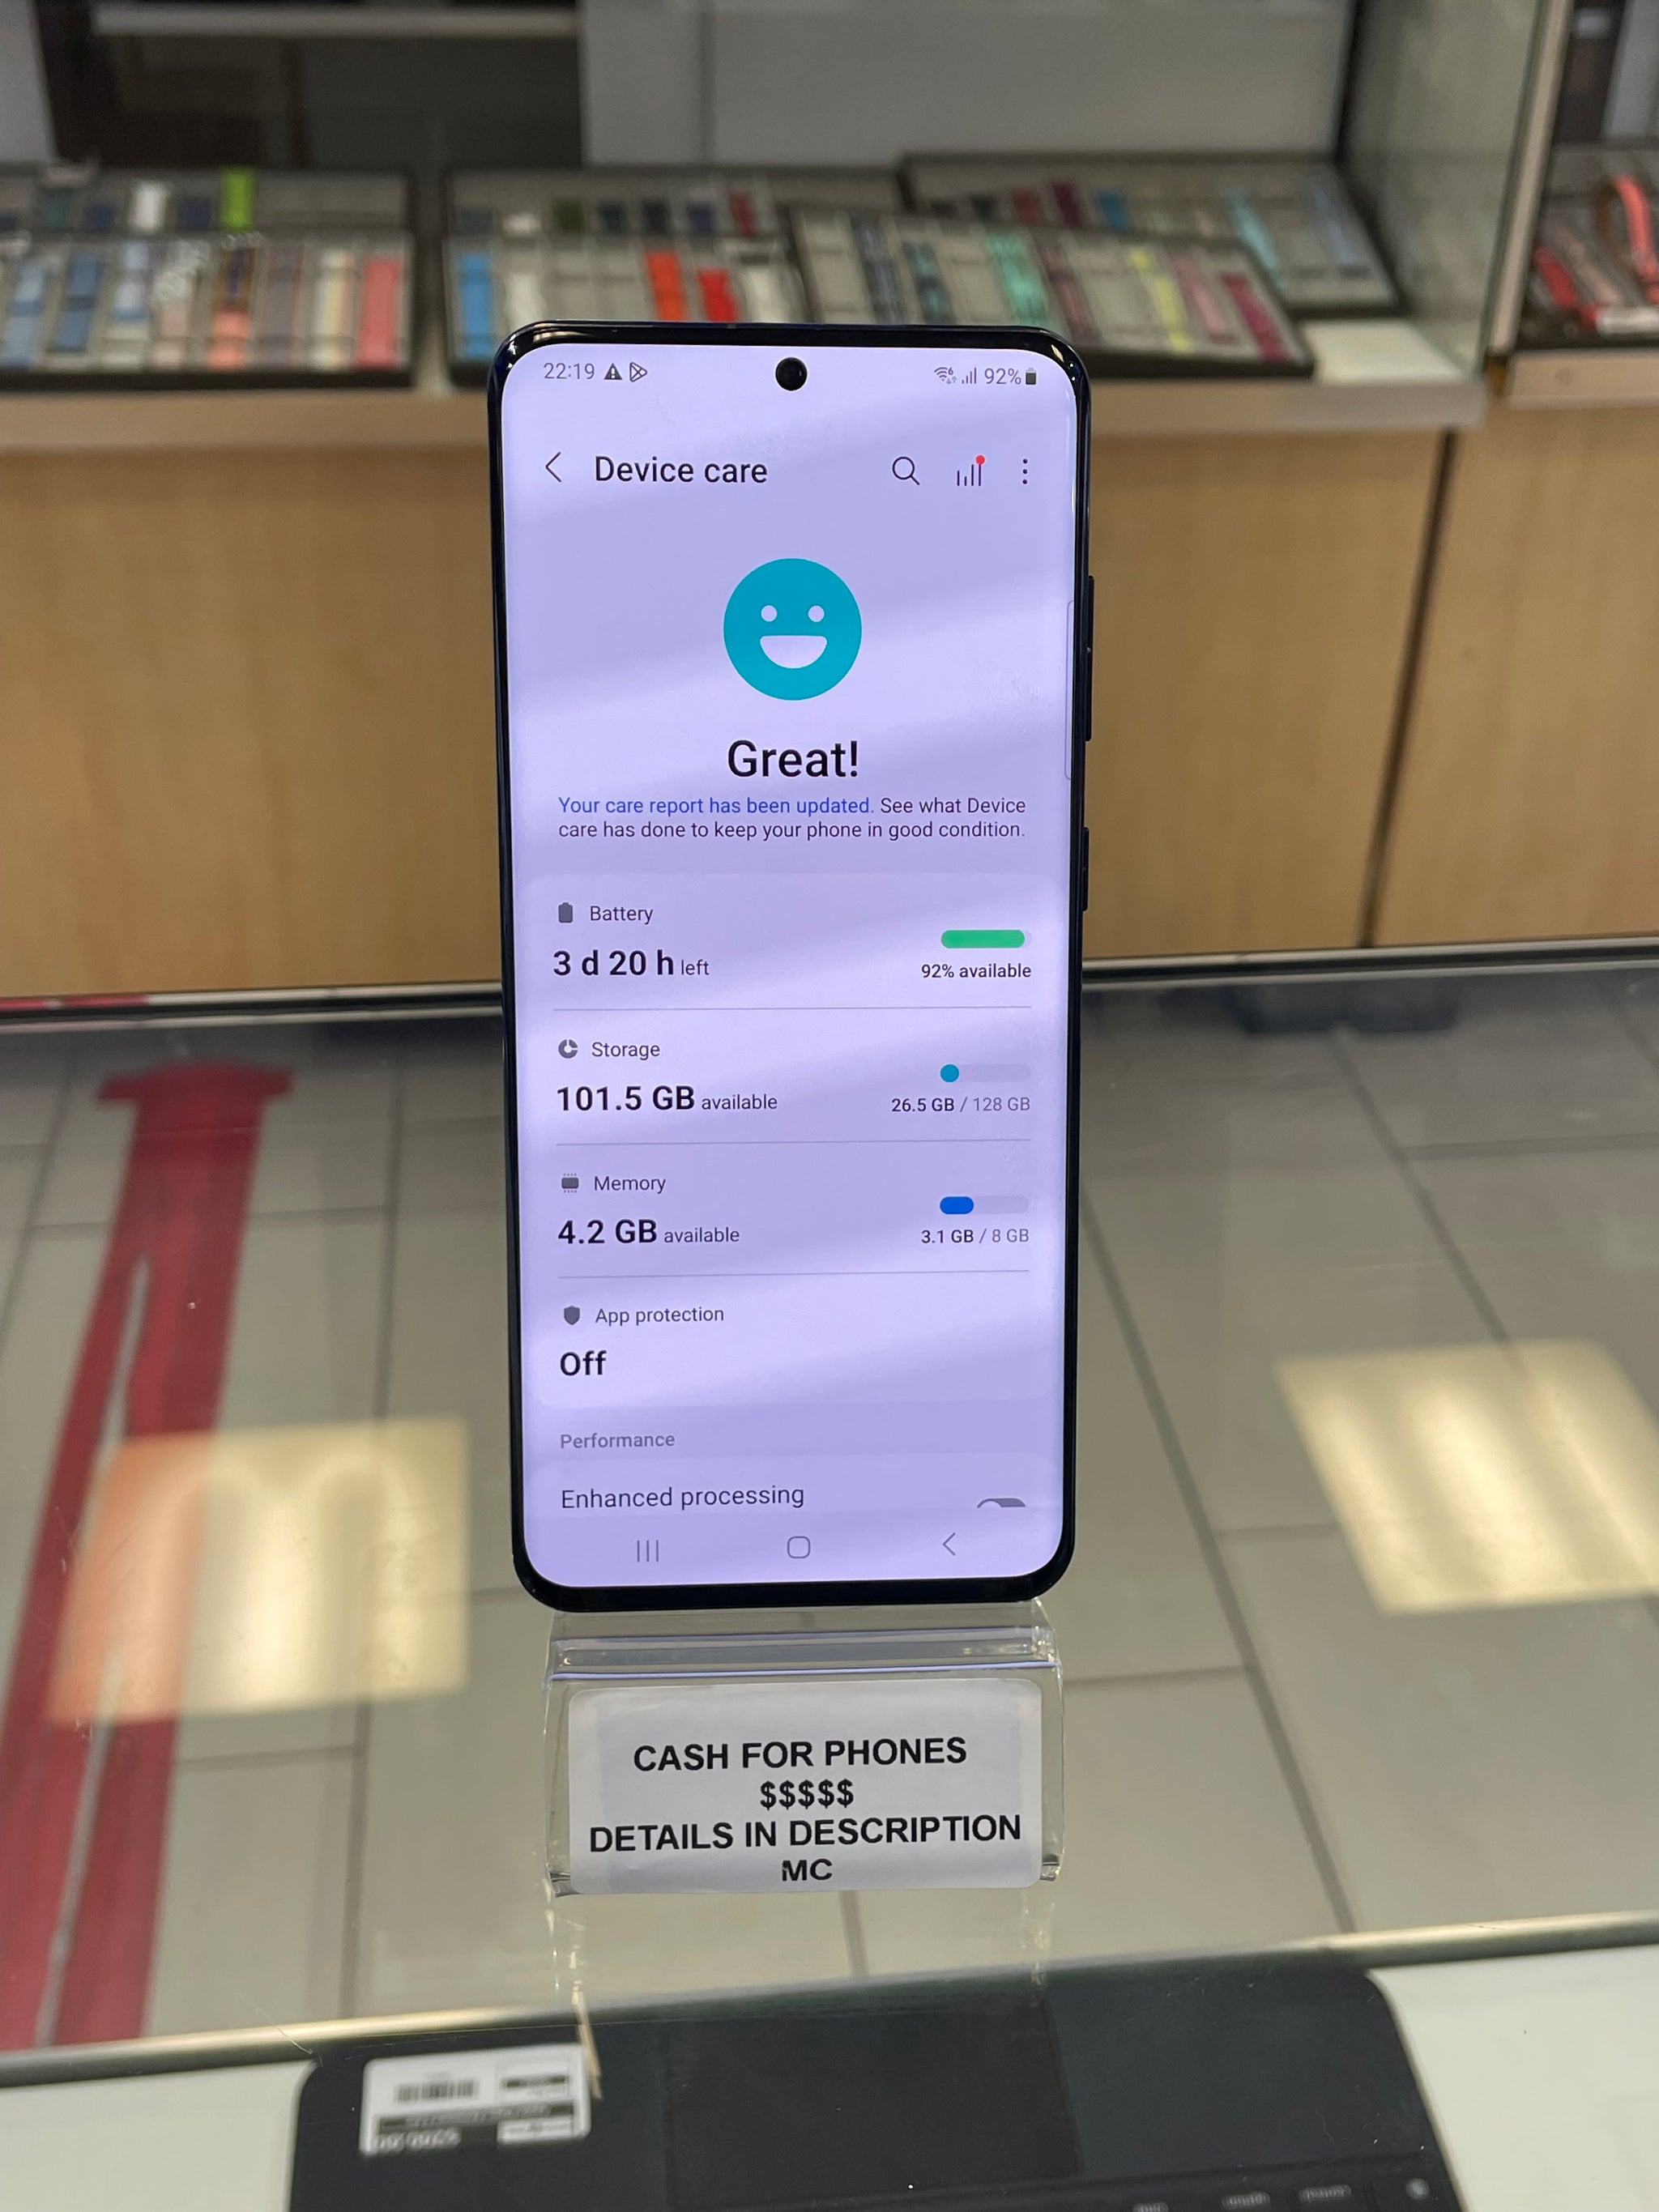 22:19 92%
Device care
Great!
Your care report has been updated. See what Device
care has done to keep your phone in good condition.
Battery
3 d 20 h left
92% available
Storage
101.5 GB available
26.5 GB / 128 GB
Memory
4.2 GB available
3.1 GB / 8 GB
App protection
Off
Performance
Enhanced processing
CASH FOR PHONES
$$$$$
DETAILS IN DESCRIPTION
MC